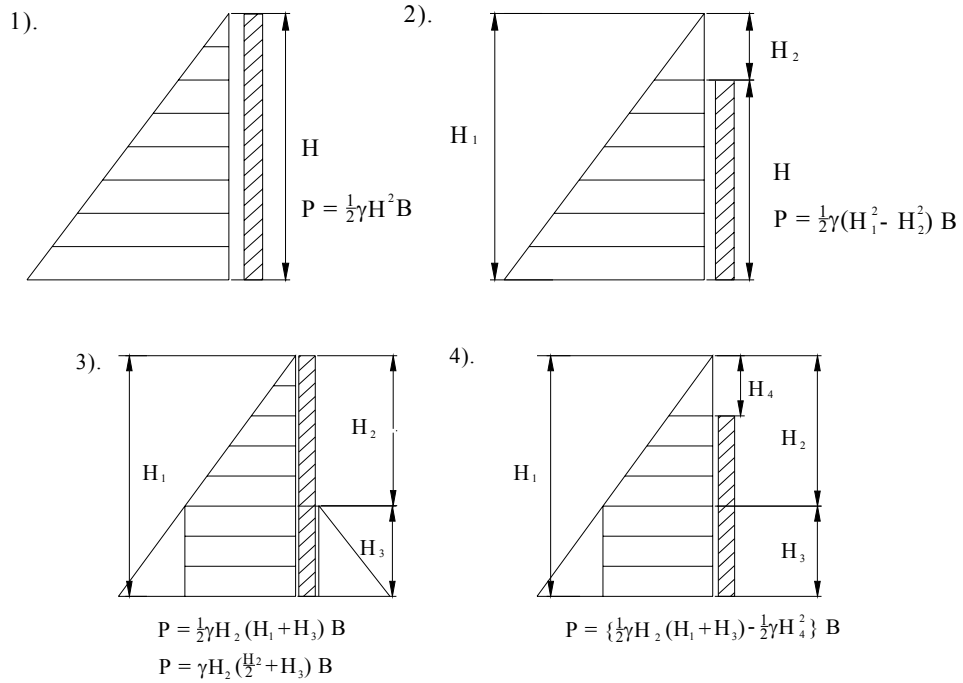 1).
H
P = ½γH²B
2).
H₁
H₂
H
P = ½γ(H₁² - H₂²) B
3).
H₁
H₂
H₃
P = ½γH₂ (H₁ + H₃) B
P = γH₂ (H₂/2 + H₃) B
4).
H₁
H₄
H₂
H₃
P = {½γH₂ (H₁ + H₃) - ½γH₄²} B